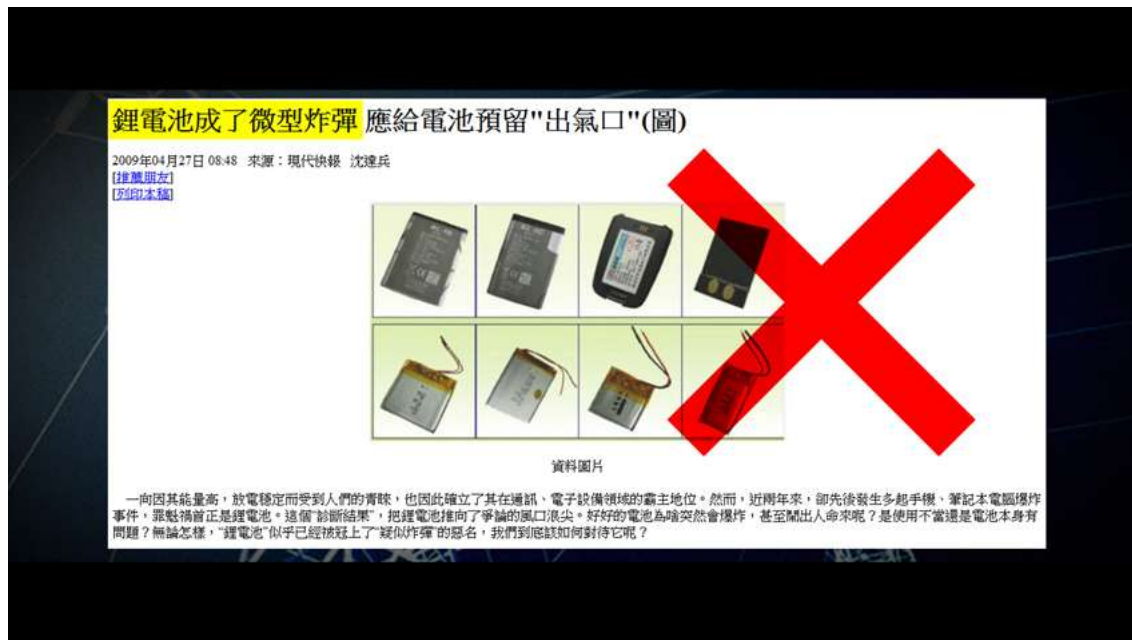 鋰電池成了微型炸彈 應給電池預留"出氣口"(圖)
2009年04月27日 08:48 來源：現代快報 沈達兵
[推薦朋友]
[列印本稿]
資料圖片
一向因其能量高，放電穩定而受到人們的青睞，也因此確立了其在通訊、電子設備領域的霸主地位。然而，近兩年來，卻先後發生多起手機、筆記本電腦爆炸
事件，罪魁禍首正是鋰電池。這個"診斷結果"，把鋰電池推向了爭論的風口浪尖。好好的電池為啥突然會爆炸，甚至鬧出人命來呢？是使用不當還是電池本身有
問題？無論怎樣，"鋰電池"似乎已經被冠上了"疑似炸彈"的惡名，我們到底該如何對待它呢？